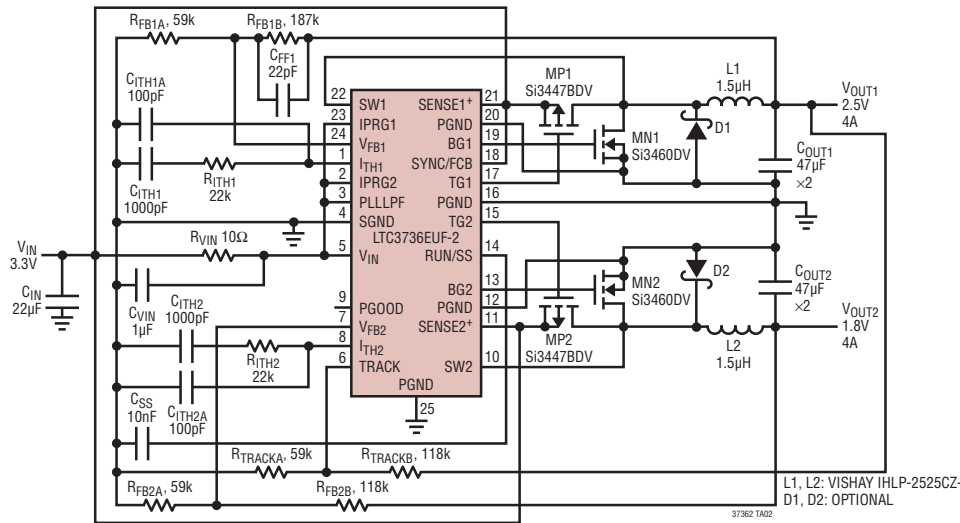 RFB1A, 59k
RFB1B, 187k
CFF1
22pF
CITH1A
100pF
CITH1
1000pF
RITH1
22k
VIN
3.3V
CIN
22µF
RVIN 10Ω
CVIN
1µF
CITH2
1000pF
RITH2
22k
CITH2A
100pF
CSS
10nF
RTRACKA, 59k
RTRACKB, 118k
RFB2A, 59k
RFB2B, 118k
22 SW1
23 IPRG1
24 VFB1
1 ITH1
2 IPRG2
3 PLLLPF
4 SGND
LTC3736EUF-2
5 VIN
9 PGOOD
7 VFB2
8 ITH2
6 TRACK
PGND
25
SENSE1+ 21
PGND 20
BG1 19
SYNC/FCB 18
TG1 17
PGND 16
TG2 15
RUN/SS 14
BG2 13
PGND 12
SENSE2+ 11
SW2 10
MP1
Si3447BDV
MN1
Si3460DV
D1
L1
1.5µH
VOUT1
2.5V
4A
COUT1
47µF
×2
MN2
Si3460DV
MP2
Si3447BDV
D2
L2
1.5µH
COUT2
47µF
×2
VOUT2
1.8V
4A
L1, L2: VISHAY IHLP-2525CZ-
D1, D2: OPTIONAL
37362 TA02